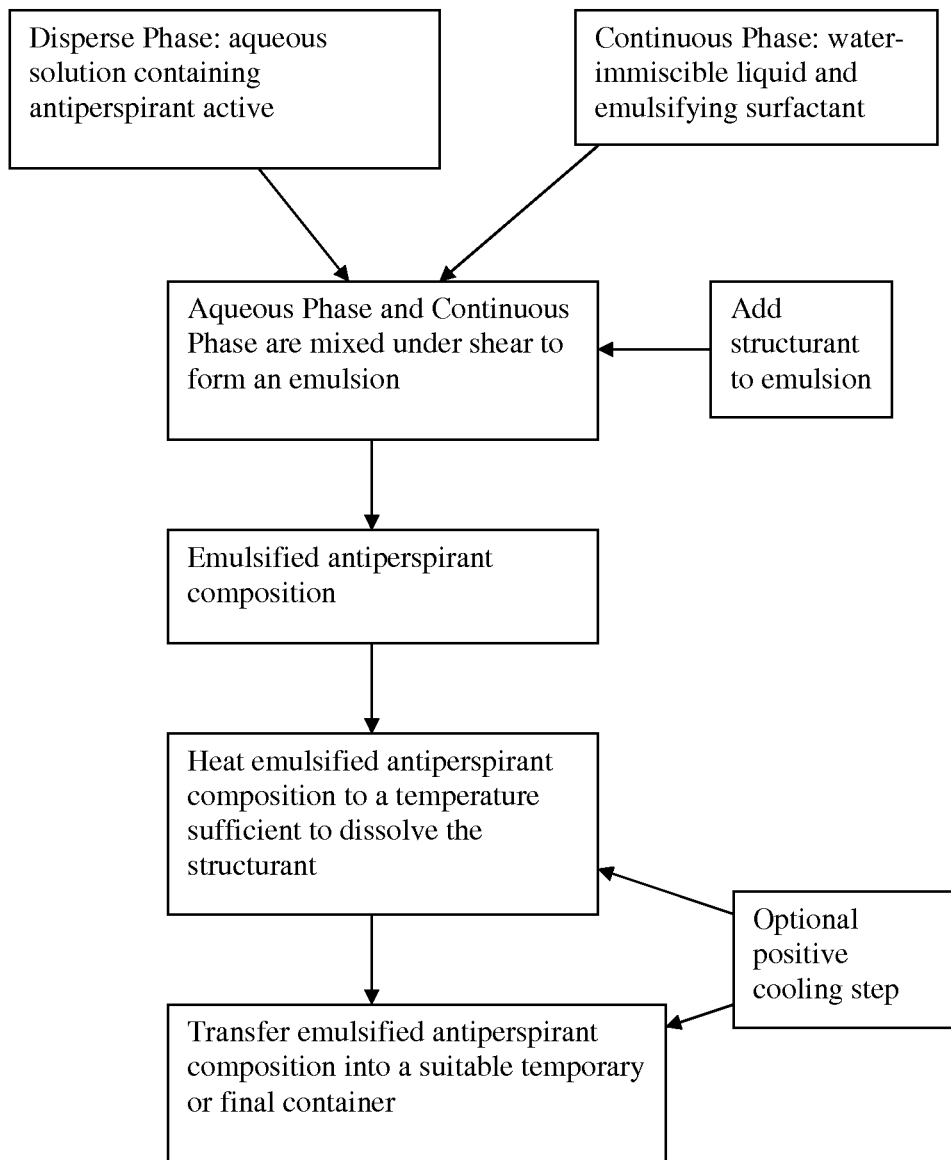 Disperse Phase: aqueous
solution containing
antiperspirant active
Continuous Phase: water-
immiscible liquid and
emulsifying surfactant
Aqueous Phase and Continuous
Phase are mixed under shear to
form an emulsion
Add
structurant
to emulsion
Emulsified antiperspirant
composition
Heat emulsified antiperspirant
composition to a temperature
sufficient to dissolve the
structurant
Optional
positive
cooling step
Transfer emulsified antiperspirant
composition into a suitable temporary
or final container